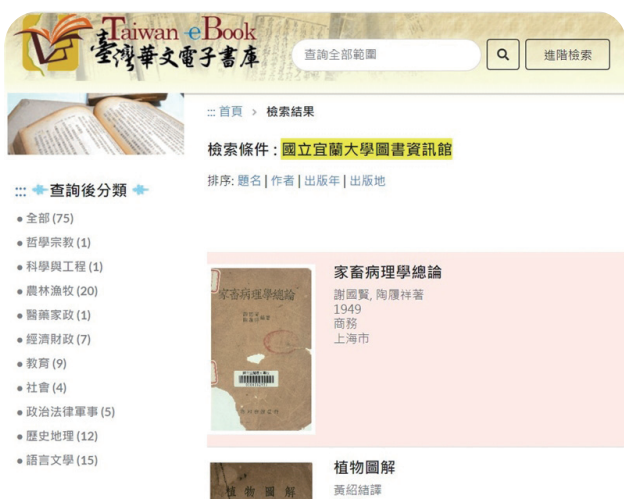 Taiwan eBook
臺灣華文電子書庫
查詢全部範圍
進階檢索
::: 首頁 > 檢索結果
檢索條件 : 國立宜蘭大學圖書資訊館
排序: 題名 | 作者 | 出版年 | 出版地
::: 查詢後分類
全部 (75)
哲學宗教 (1)
科學與工程 (1)
農林漁牧 (20)
醫藥家政 (1)
經濟財政 (7)
教育 (9)
社會 (4)
政治法律軍事 (5)
歷史地理 (12)
語言文學 (15)
家畜病理學總論
家畜病理學總論
謝國賢, 陶履祥著
1949
商務
上海市
植物圖解
植物圖解
黃紹緒譯